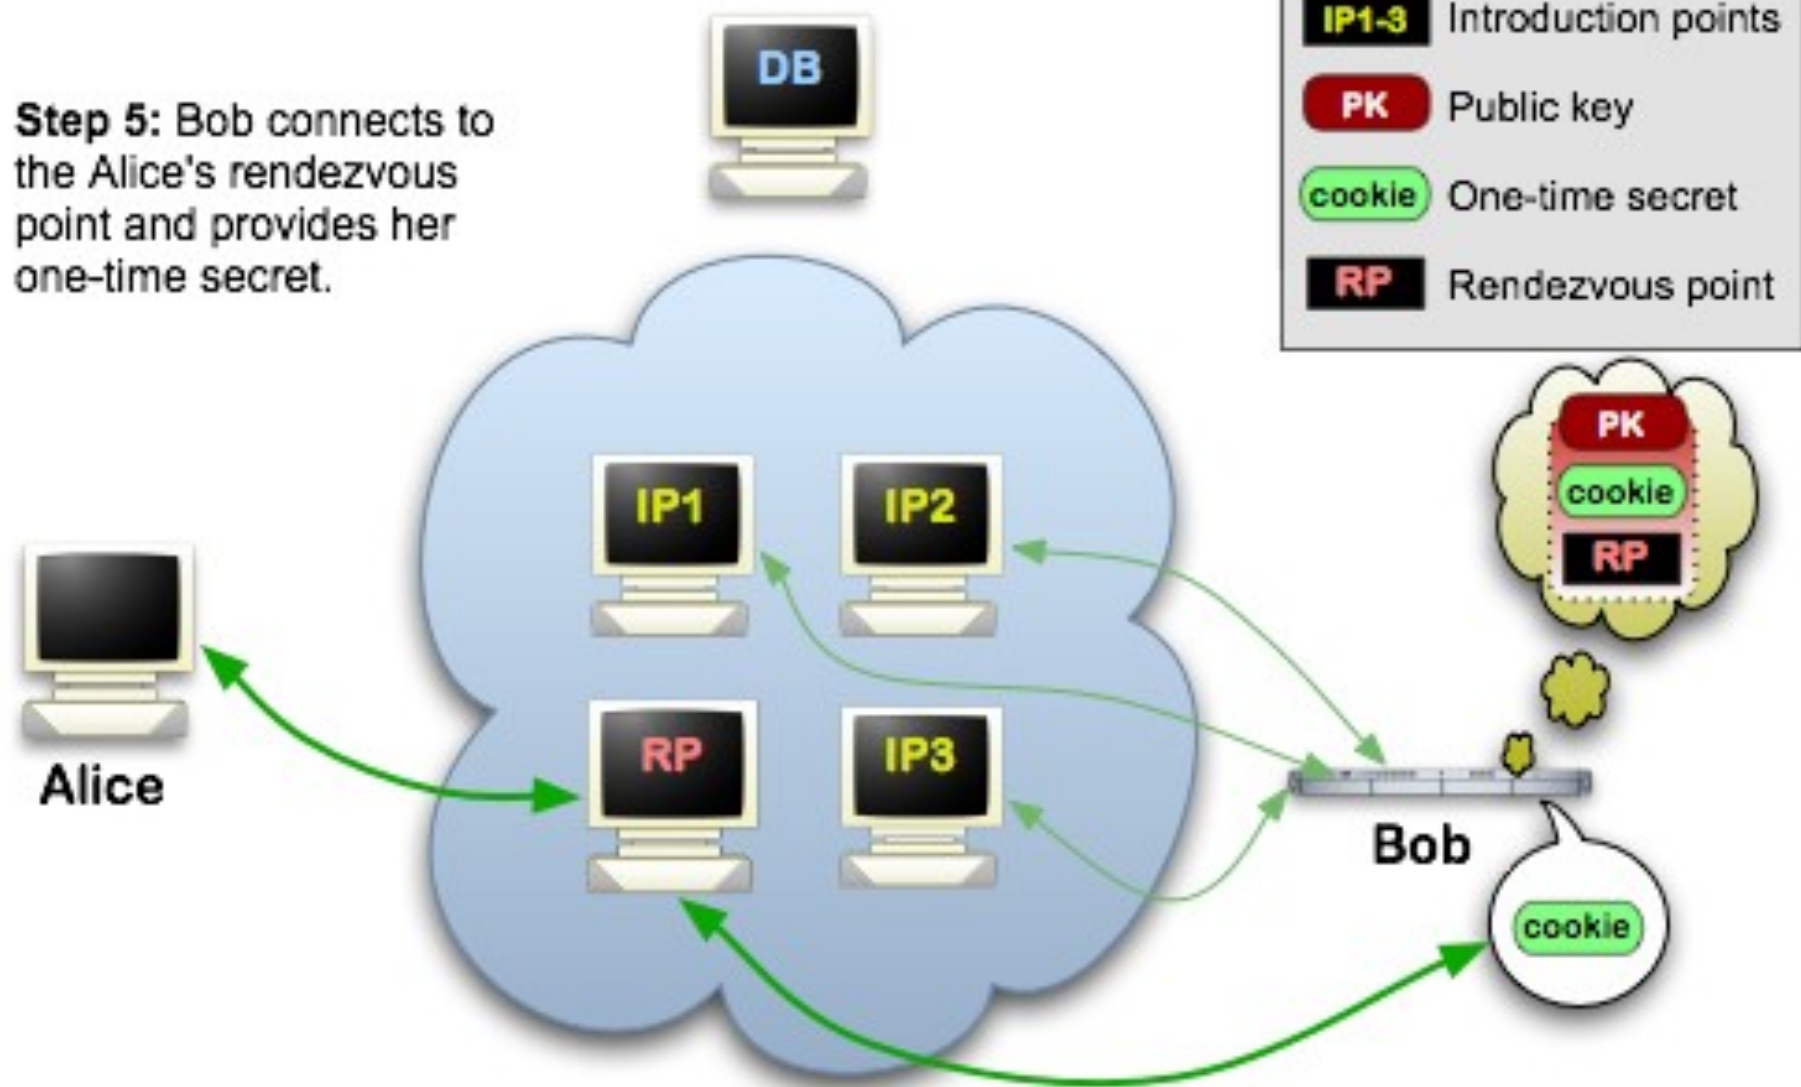 DB
Step 5: Bob connects to
the Alice's rendezvous
point and provides her
one-time secret.
IP1-3 Introduction points
PK Public key
cookie One-time secret
RP Rendezvous point
PK
cookie
RP
IP1 IP2
RP IP3
Alice
Bob
cookie